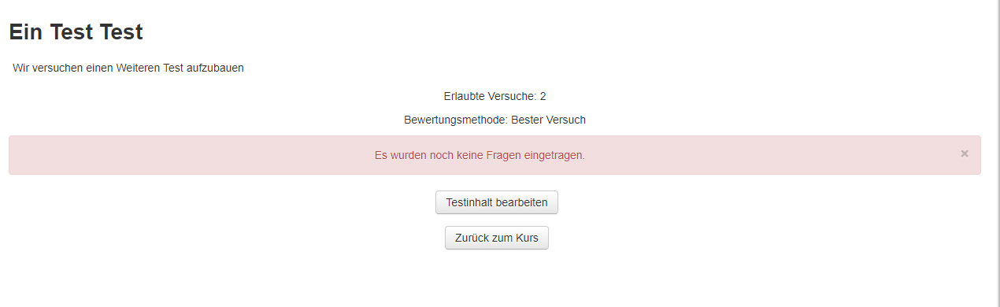 Ein Test Test
Wir versuchen einen Weiteren Test aufzubauen
Erlaubte Versuche: 2
Bewertungsmethode: Bester Versuch
Es wurden noch keine Fragen eingetragen.
×
Testinhalt bearbeiten
Zurück zum Kurs